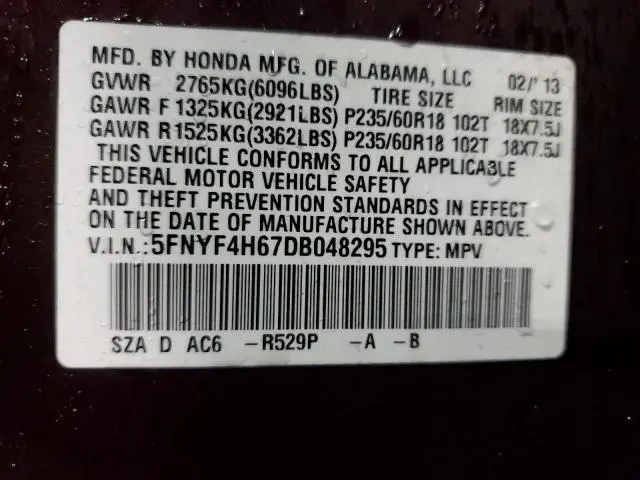 MFD. BY HONDA MFG. OF ALABAMA, LLC 02/'13
GVWR 2765KG(6096LBS) TIRE SIZE RIM SIZE
GAWR F 1325KG(2921LBS) P235/60R18 102T 18X7.5J
GAWR R 1525KG(3362LBS) P235/60R18 102T 18X7.5J
THIS VEHICLE CONFORMS TO ALL APPLICABLE
FEDERAL MOTOR VEHICLE SAFETY
AND THEFT PREVENTION STANDARDS IN EFFECT
ON THE DATE OF MANUFACTURE SHOWN ABOVE.
V.I.N.: 5FNYF4H67DB048295 TYPE: MPV
SZA D AC6 -R529P -A -B